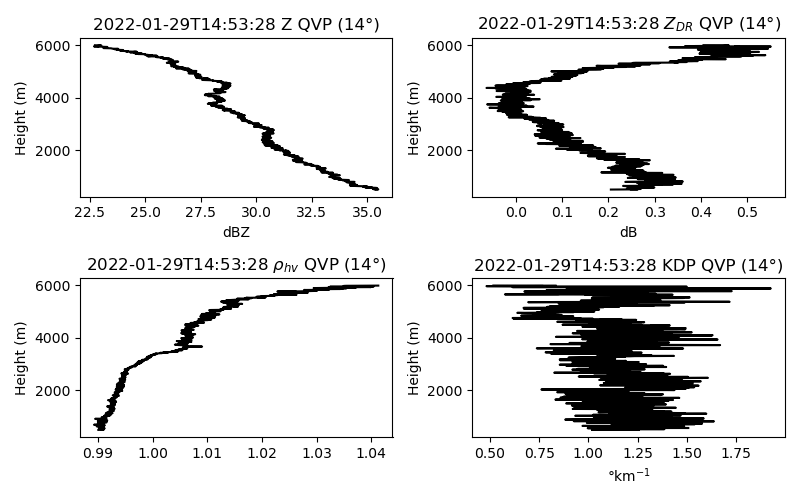 2022-01-29T14:53:28 Z QVP (14°)
6000
4000
2000
Height (m)
22.5 25.0 27.5 30.0 32.5 35.0
dBZ
2022-01-29T14:53:28 Z_DR QVP (14°)
6000
4000
2000
Height (m)
0.0 0.1 0.2 0.3 0.4 0.5
dB
2022-01-29T14:53:28 ρ_hv QVP (14°)
6000
4000
2000
Height (m)
0.99 1.00 1.01 1.02 1.03 1.04
2022-01-29T14:53:28 KDP QVP (14°)
6000
4000
2000
Height (m)
0.50 0.75 1.00 1.25 1.50 1.75
°km⁻¹